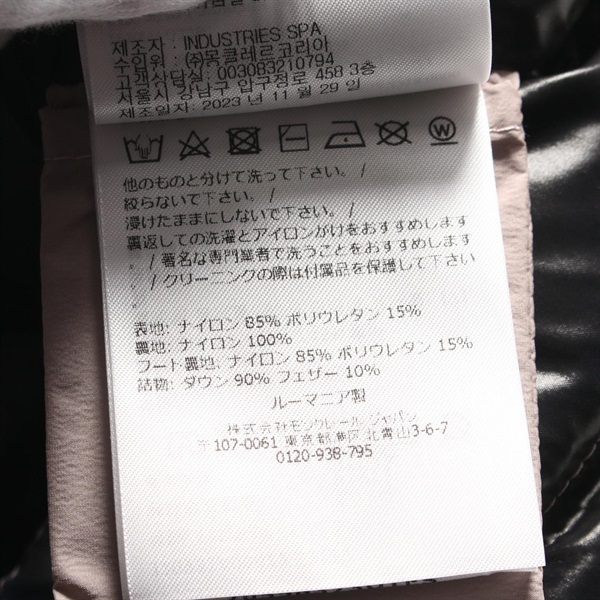 제조자 : INDUSTRIES SPA
수입원 : ㈜몽클레르코리아
고객상담실: 003083210794
서울시 강남구 압구정로 458 3층
제조일자: 2023 년 11 월 29 일
他のものと分けて洗って下さい。/
絞らないで下さい。/
浸けたままにしないで下さい。/
裏返しての洗濯とアイロンがけをおすすめします
。/ 著名な専門業者で洗うことをおすすめします
。/ クリーニングの際は付属品を保護して下さい
。
表地: ナイロン 85% ポリウレタン 15%
裏地: ナイロン 100%
フード裏地: ナイロン 85% ポリウレタン 15%
詰物: ダウン 90% フェザー 10%
ルーマニア製
株式会社モンクレール ジャパン
〒107-0061 東京都港区北青山3-6-7
0120-938-795